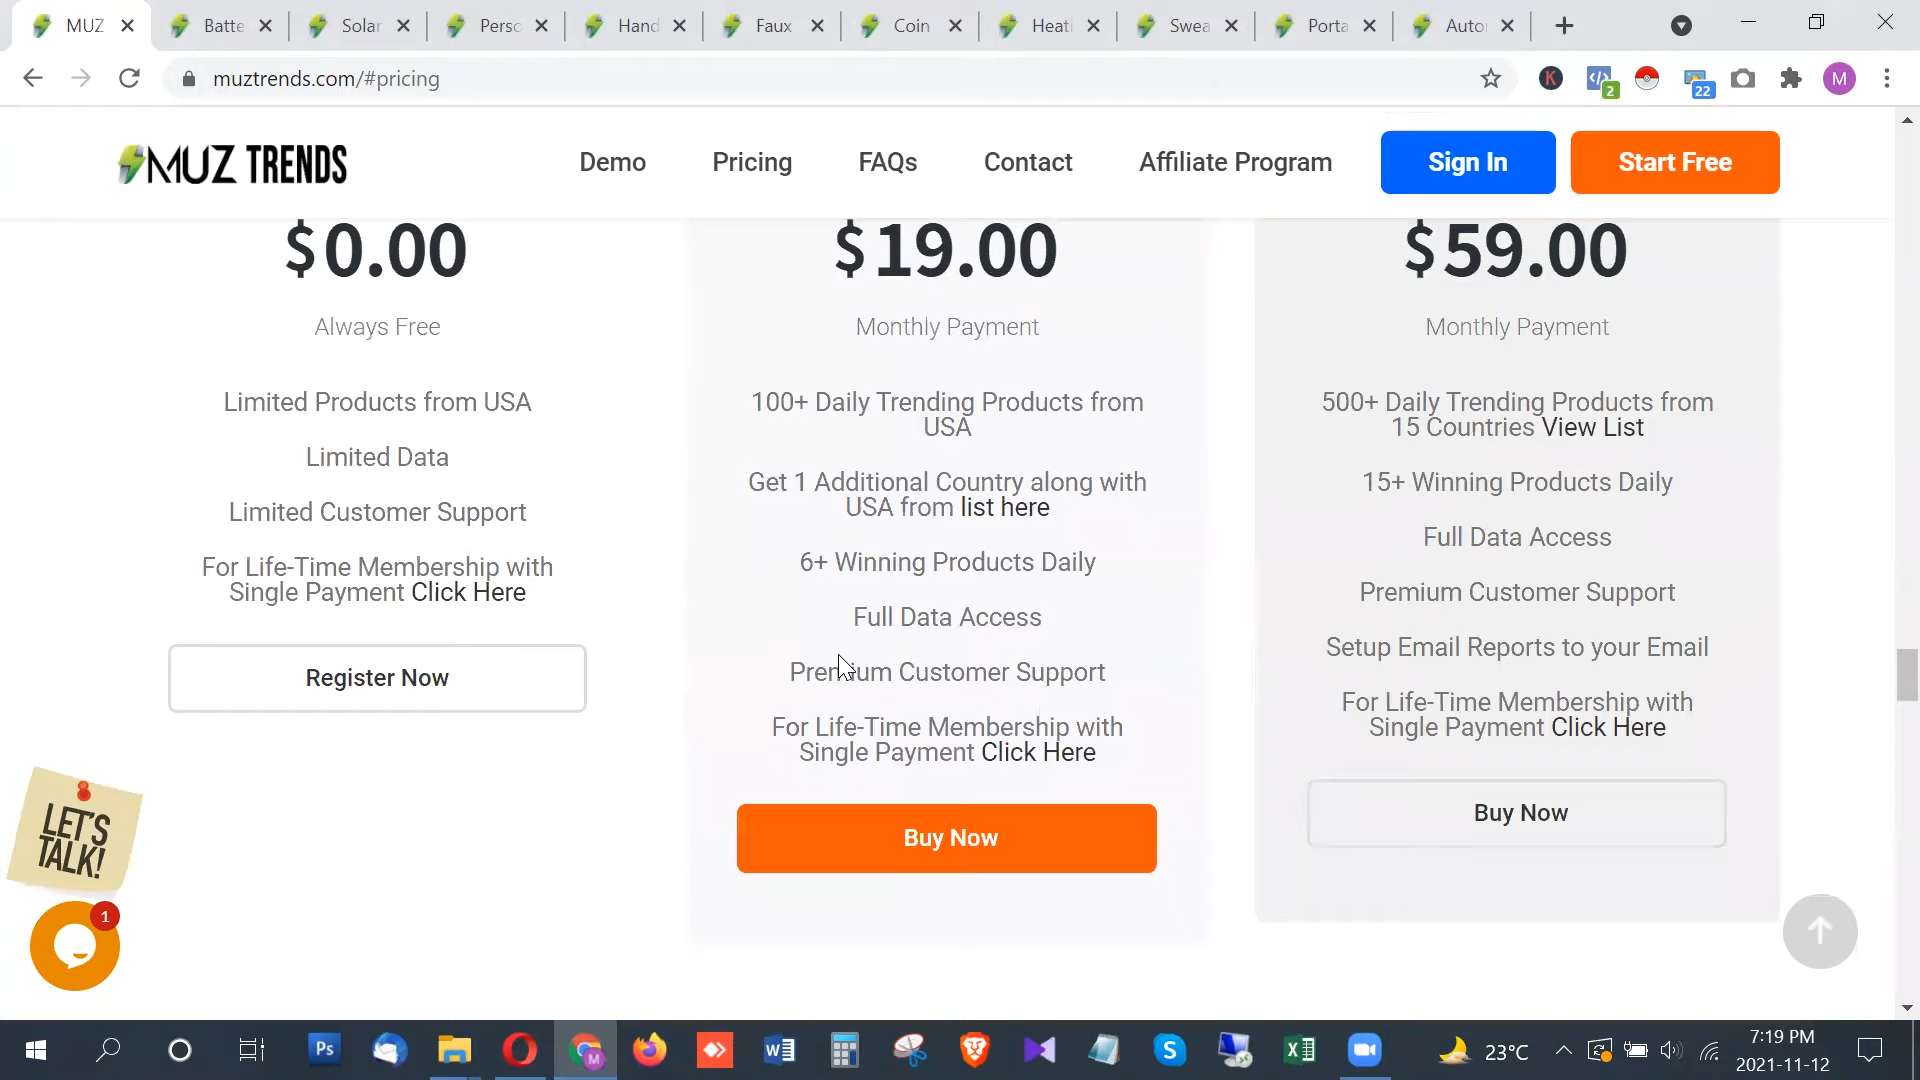 MUZ
Batte
Solar
Perso
Hand
Faux
Coin
Heati
Swea
Porta
Auto
muztrends.com/#pricing
K
2
22
M
MUZ TRENDS
Demo
Pricing
FAQs
Contact
Affiliate Program
Sign In
Start Free
$0.00
Always Free
Limited Products from USA
Limited Data
Limited Customer Support
For Life-Time Membership with
Single Payment Click Here
Register Now
$19.00
Monthly Payment
100+ Daily Trending Products from
USA
Get 1 Additional Country along with
USA from list here
6+ Winning Products Daily
Full Data Access
Premium Customer Support
For Life-Time Membership with
Single Payment Click Here
Buy Now
$59.00
Monthly Payment
500+ Daily Trending Products from
15 Countries View List
15+ Winning Products Daily
Full Data Access
Premium Customer Support
Setup Email Reports to your Email
For Life-Time Membership with
Single Payment Click Here
Buy Now
LET'S
TALK!
1
Ps
M
23°C
7:19 PM
2021-11-12